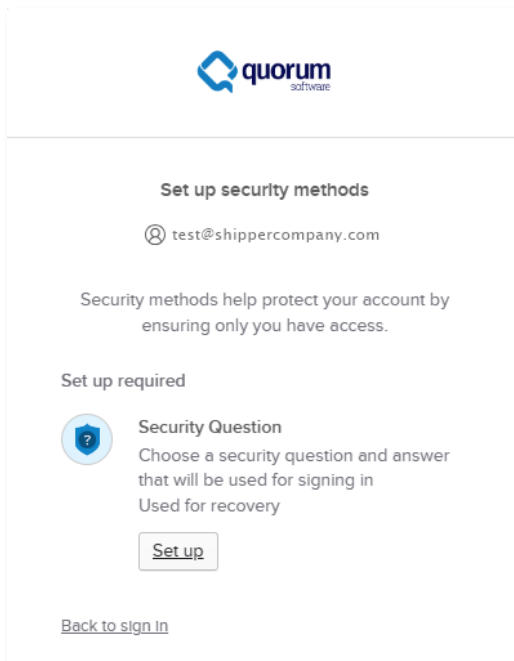 quorum
software
Set up security methods
test@shippercompany.com
Security methods help protect your account by
ensuring only you have access.
Set up required
?
Security Question
Choose a security question and answer
that will be used for signing in
Used for recovery
Set up
Back to sign in